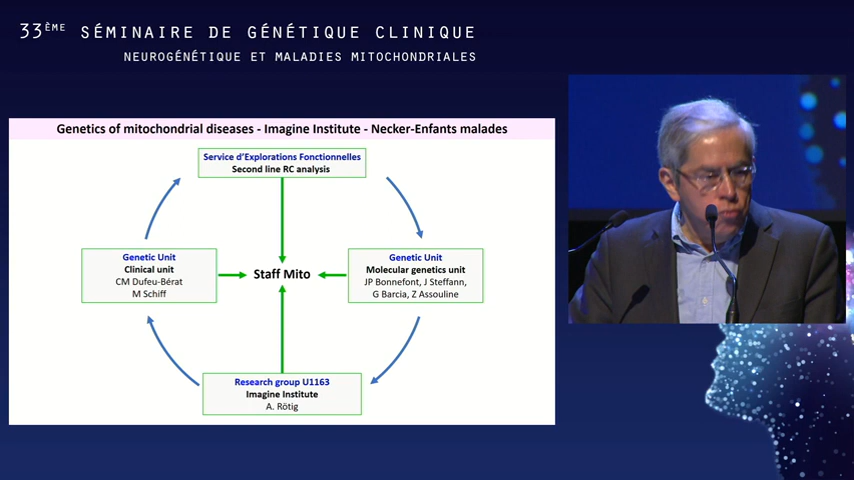 33ÈME SÉMINAIRE DE GÉNÉTIQUE CLINIQUE
NEUROGÉNÉTIQUE ET MALADIES MITOCHONDRIALES
Genetics of mitochondrial diseases - Imagine Institute - Necker-Enfants malades
Service d'Explorations Fonctionnelles
Second line RC analysis
Genetic Unit
Clinical unit
CM Dufeu-Bérat
M Schiff
Staff Mito
Genetic Unit
Molecular genetics unit
JP Bonnefont, J Steffann,
G Barcia, Z Assouline
Research group U1163
Imagine Institute
A. Rötig